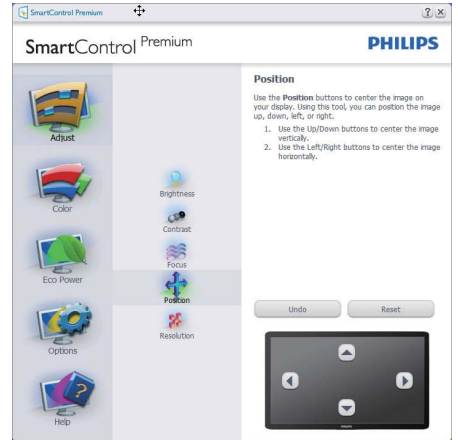 SmartControl Premium
? ×
SmartControl Premium
PHILIPS
Adjust
Color
Eco Power
Options
Help
Brightness
Contrast
Focus
Position
Resolution
Position
Use the Position buttons to center the image on
your display. Using this tool, you can position the image
up, down, left, or right.
1. Use the Up/Down buttons to center the image
vertically.
2. Use the Left/Right buttons to center the image
horizontally.
Undo
Reset
PHILIPS